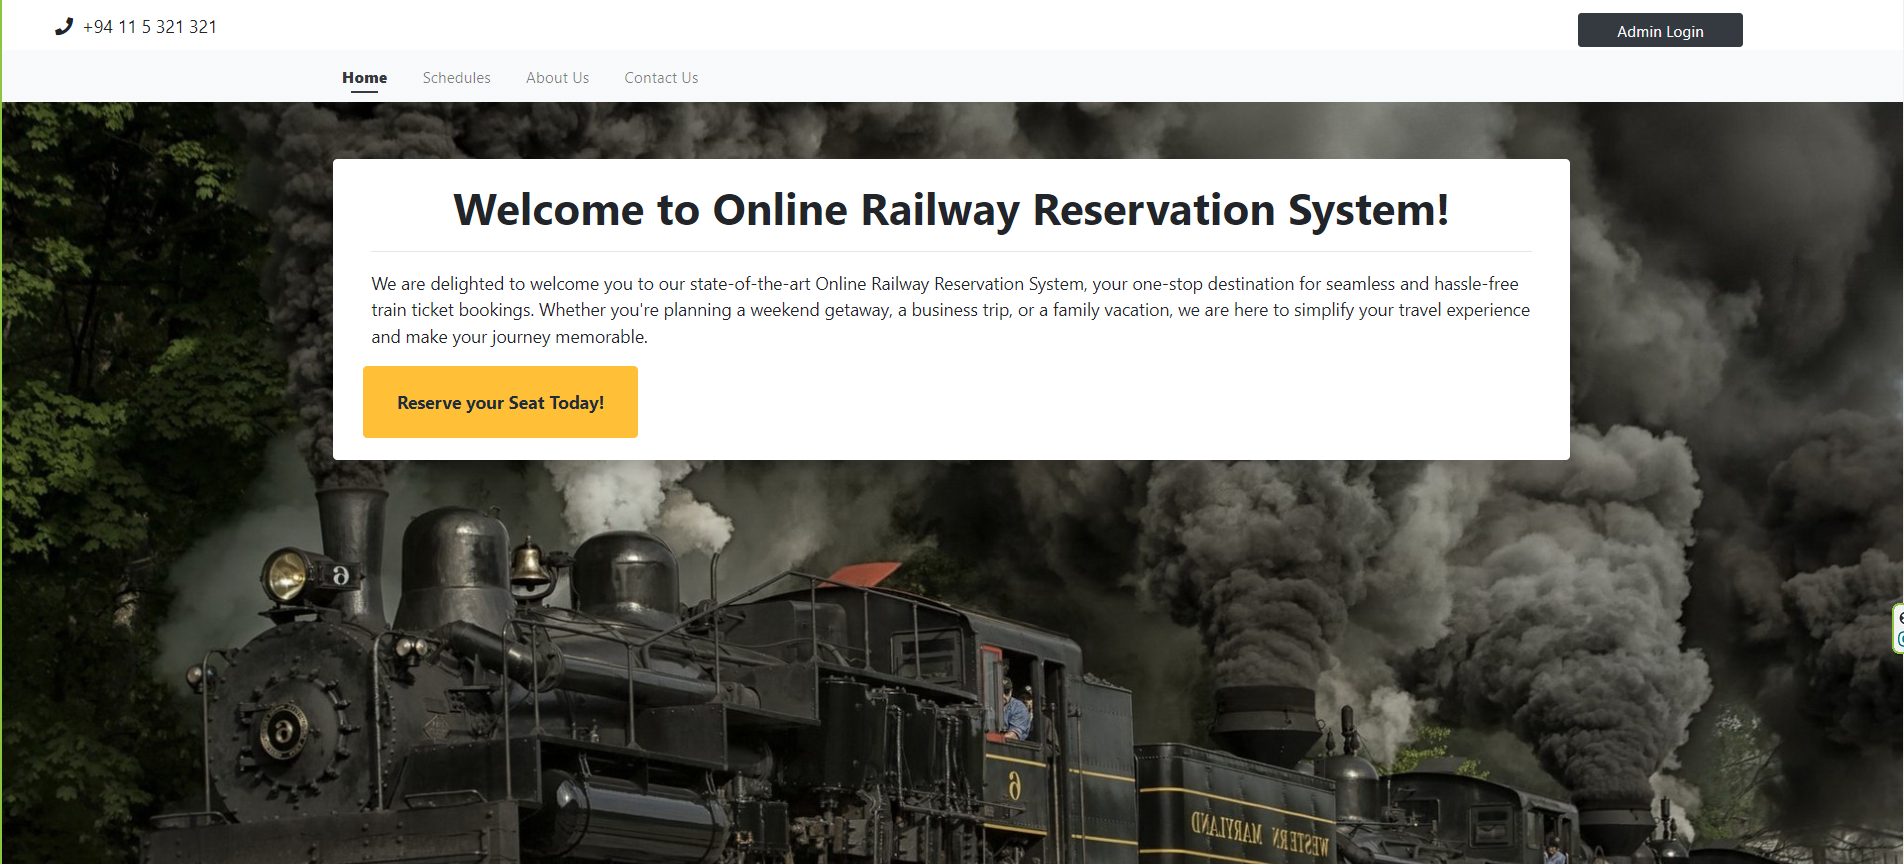 +94 11 5 321 321
Admin Login
Home
Schedules
About Us
Contact Us
Welcome to Online Railway Reservation System!
We are delighted to welcome you to our state-of-the-art Online Railway Reservation System, your one-stop destination for seamless and hassle-free
train ticket bookings. Whether you're planning a weekend getaway, a business trip, or a family vacation, we are here to simplify your travel experience
and make your journey memorable.
Reserve your Seat Today!
6
6
6
WESTERN MARYLAND